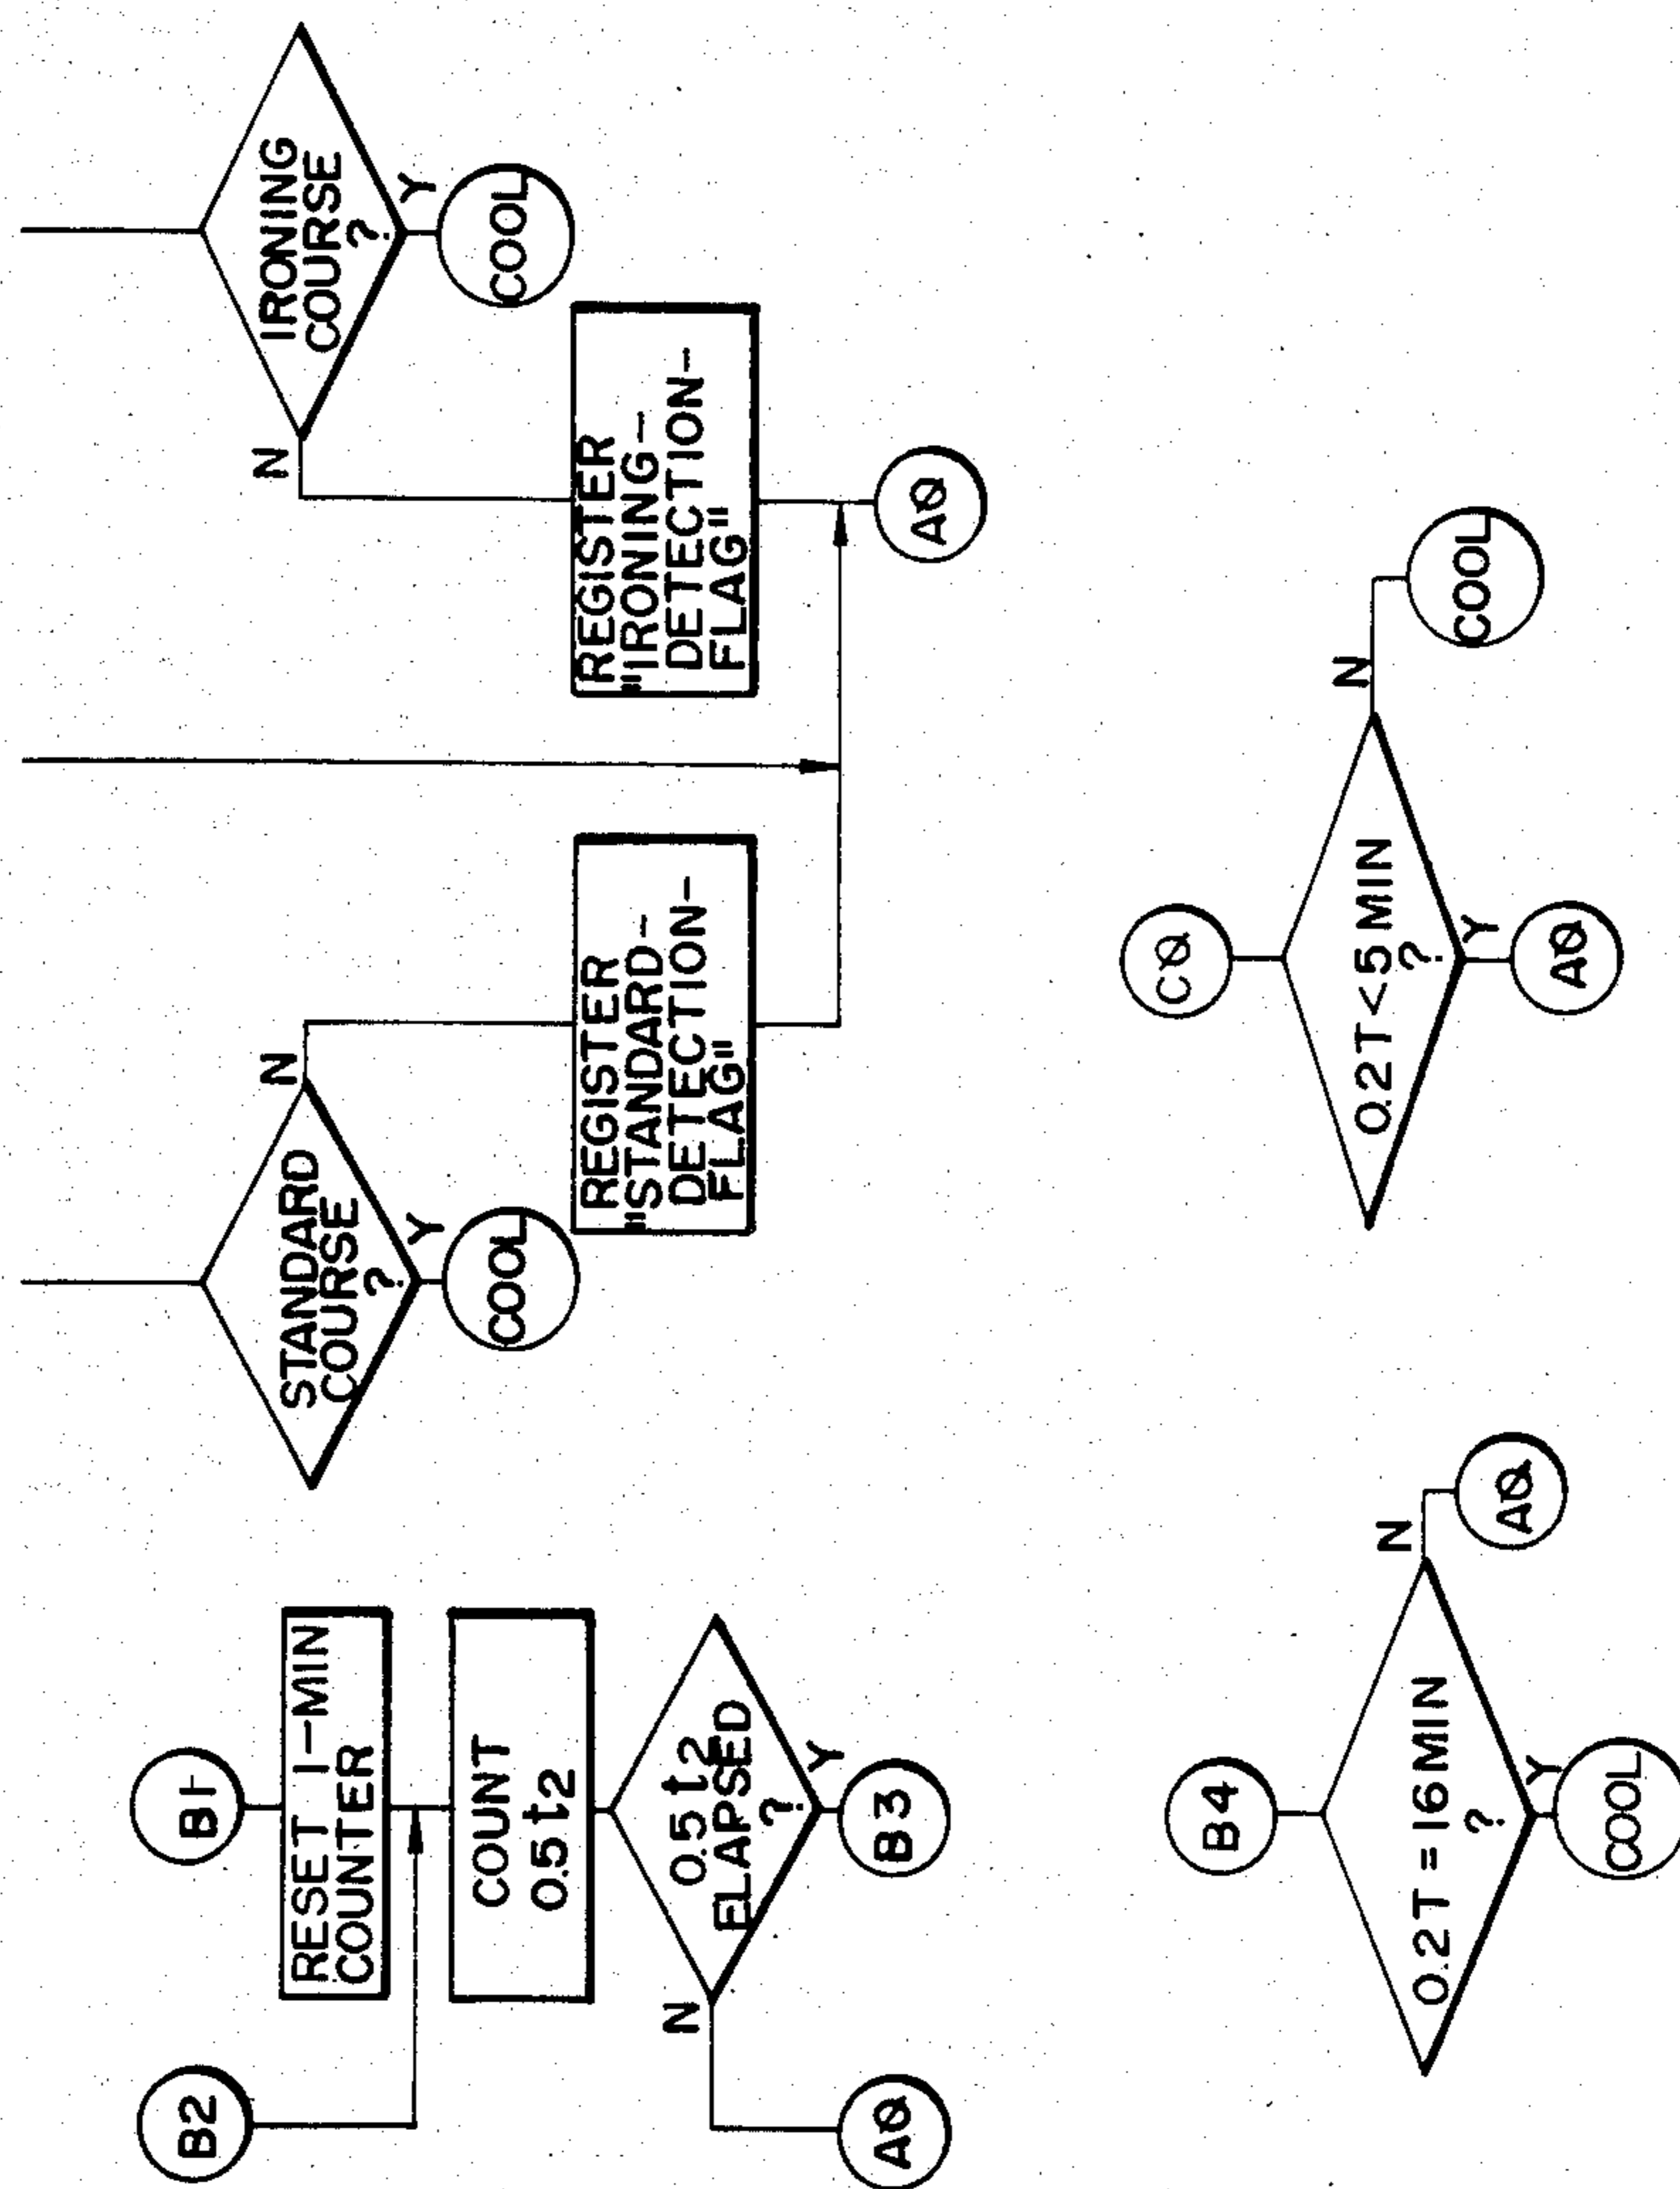 B2
B1
RESET 1-MIN
COUNTER
COUNT
0.5t2
0.5t2
ELAPSED
?
N
Y
AØ
B3
STANDARD
COURSE
?
N
Y
COOL
REGISTER
"STANDARD-
DETECTION-
FLAG"
IRONING
COURSE
?
N
Y
COOL
REGISTER
"IRONING-
DETECTION-
FLAG"
AØ
B4
0.2T=16MIN
?
N
AØ
Y
COOL
CØ
0.2T<5MIN
?
N
COOL
Y
AØ